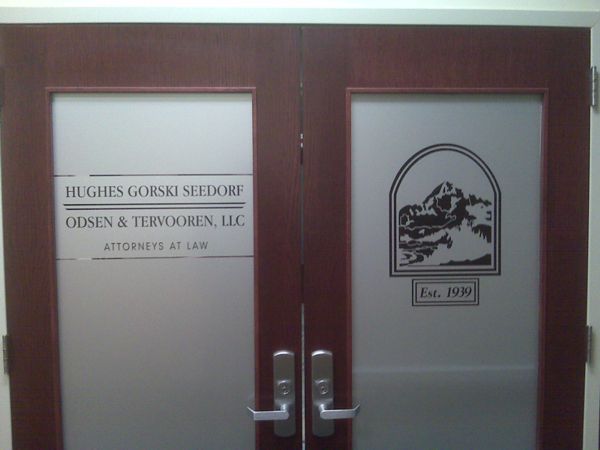 HUGHES GORSKI SEEDORF
ODSEN & TERVOOREN, LLC
ATTORNEYS AT LAW
Est. 1939